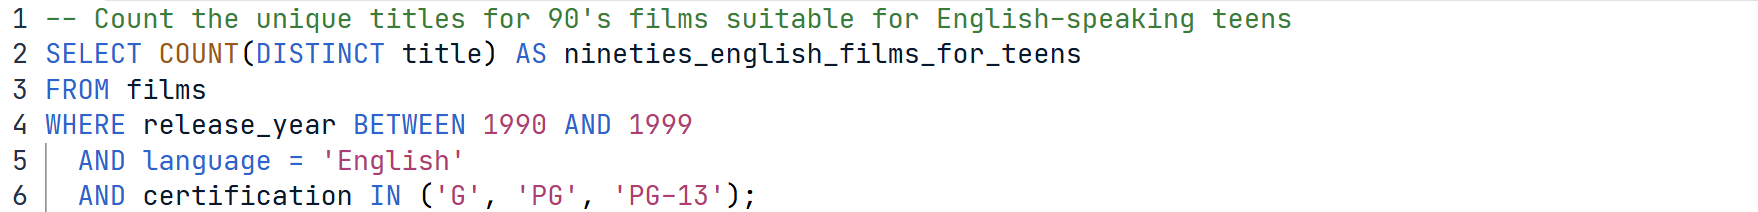 1 -- Count the unique titles for 90's films suitable for English-speaking teens
2 SELECT COUNT(DISTINCT title) AS nineties_english_films_for_teens
3 FROM films
4 WHERE release_year BETWEEN 1990 AND 1999
5   AND language = 'English'
6   AND certification IN ('G', 'PG', 'PG-13');